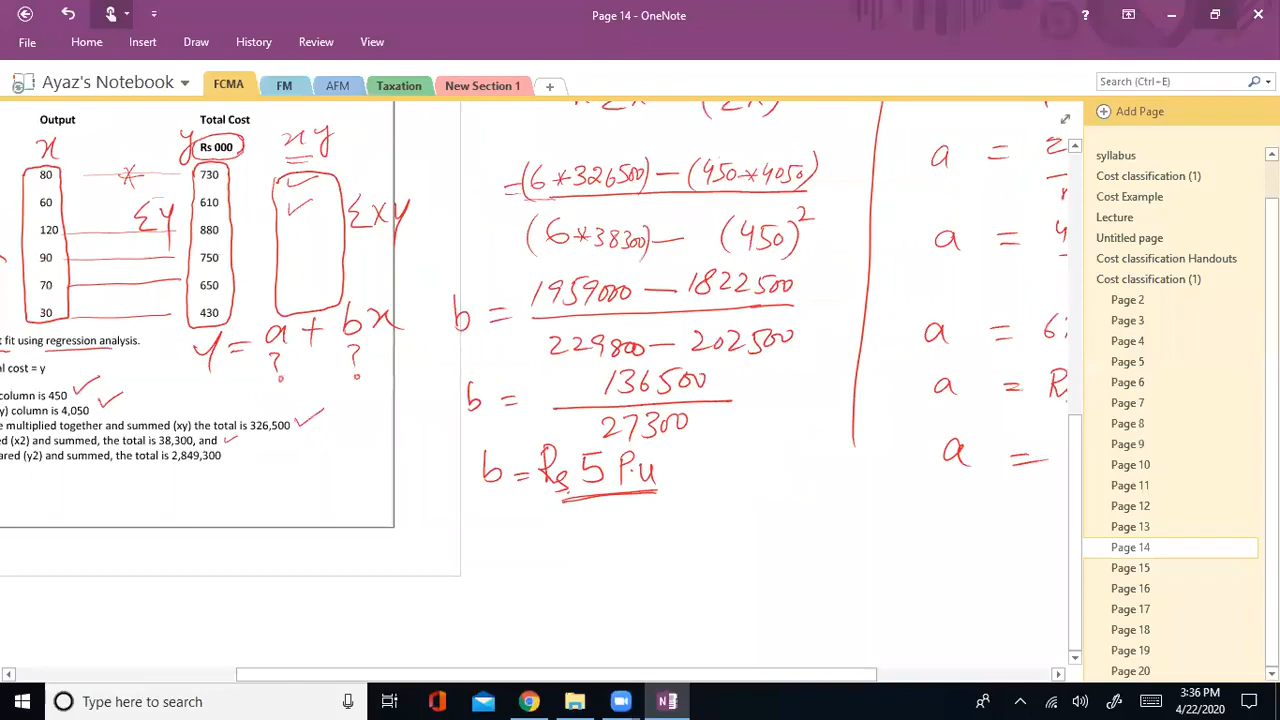 Page 14 - OneNote
File Home Insert Draw History Review View
Ayaz's Notebook FCMA FM AFM Taxation New Section 1
Search (Ctrl+E)
Output Total Cost
Rs 000
x y xy
80 730
60 610
120 880
90 750
70 650
30 430
Σy
Σxy
t fit using regression analysis.
y = a + bx
? ?
al cost = y
column is 450
y) column is 4,050
e multiplied together and summed (xy) the total is 326,500
ed (x2) and summed, the total is 38,300, and
ared (y2) and summed, the total is 2,849,300
= (6*326500) - (450*4050)
(6*38300) - (450)2
b = 1959000 - 1822500
229800 - 202500
b = 136500
27300
b = Rs 5 P.u
a =
a = 4
a = 6
a = R
a =
Add Page
syllabus
Cost classification (1)
Cost Example
Lecture
Untitled page
Cost classification Handouts
Cost classification (1)
Page 2
Page 3
Page 4
Page 5
Page 6
Page 7
Page 8
Page 9
Page 10
Page 11
Page 12
Page 13
Page 14
Page 15
Page 16
Page 17
Page 18
Page 19
Page 20
Type here to search
3:36 PM
4/22/2020